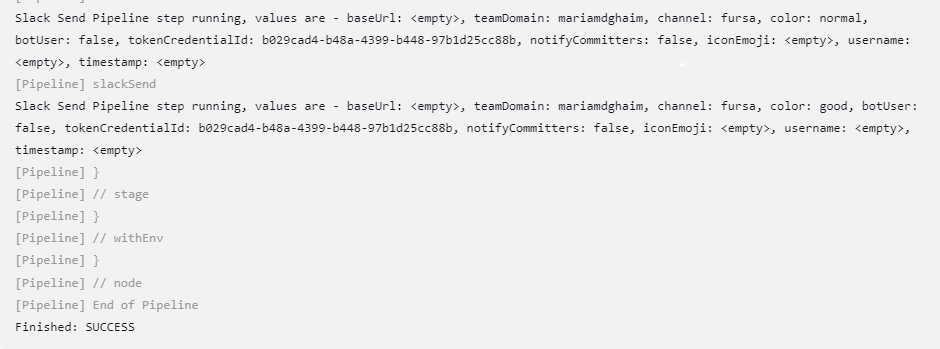 Slack Send Pipeline step running, values are - baseUrl: <empty>, teamDomain: mariamdghaim, channel: fursa, color: normal,
botUser: false, tokenCredentialId: b029cad4-b48a-4399-b448-97b1d25cc88b, notifyCommitters: false, iconEmoji: <empty>, username:
<empty>, timestamp: <empty>
[Pipeline] slackSend
Slack Send Pipeline step running, values are - baseUrl: <empty>, teamDomain: mariamdghaim, channel: fursa, color: good, botUser:
false, tokenCredentialId: b029cad4-b48a-4399-b448-97b1d25cc88b, notifyCommitters: false, iconEmoji: <empty>, username: <empty>,
timestamp: <empty>
[Pipeline] }
[Pipeline] // stage
[Pipeline] }
[Pipeline] // withEnv
[Pipeline] }
[Pipeline] // node
[Pipeline] End of Pipeline
Finished: SUCCESS